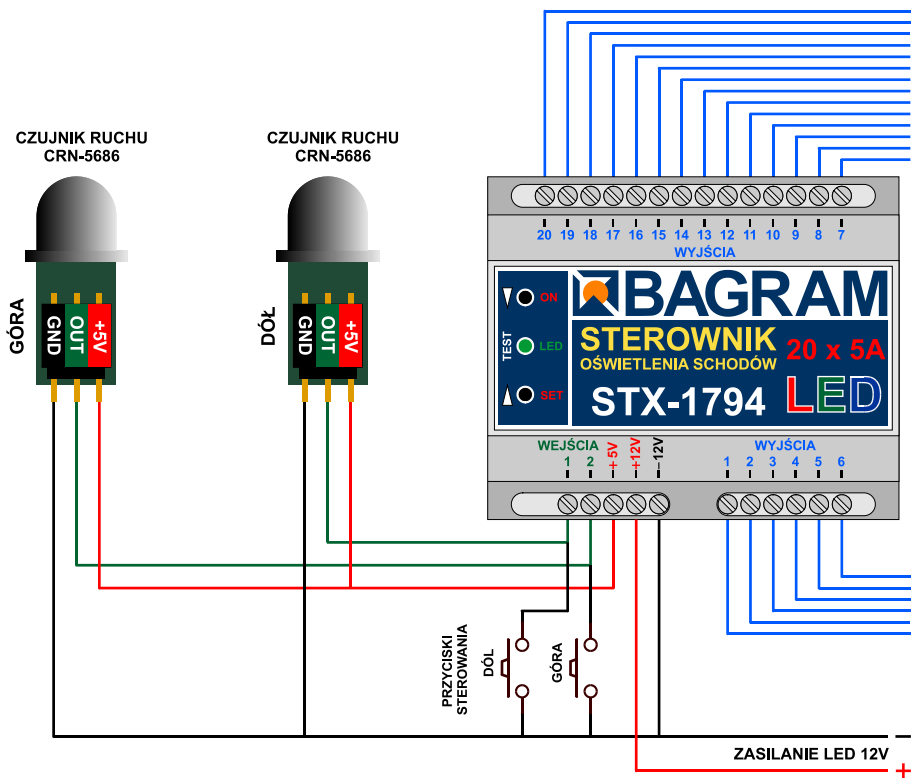 CZUJNIK RUCHU
CRN-5686
CZUJNIK RUCHU
CRN-5686
GÓRA
GND
OUT
+5V
DÓŁ
GND
OUT
+5V
20 19 18 17 16 15 14 13 12 11 10 9 8 7
WYJŚCIA
TEST
ON
LED
SET
BAGRAM
STEROWNIK
OŚWIETLENIA SCHODÓW
20 x 5A
STX-1794
LED
WEJŚCIA
1 2 +5V +12V -12V
WYJŚCIA
1 2 3 4 5 6
PRZYCISKI
STEROWANIA
DÓL
GÓRA
ZASILANIE LED 12V
−
+